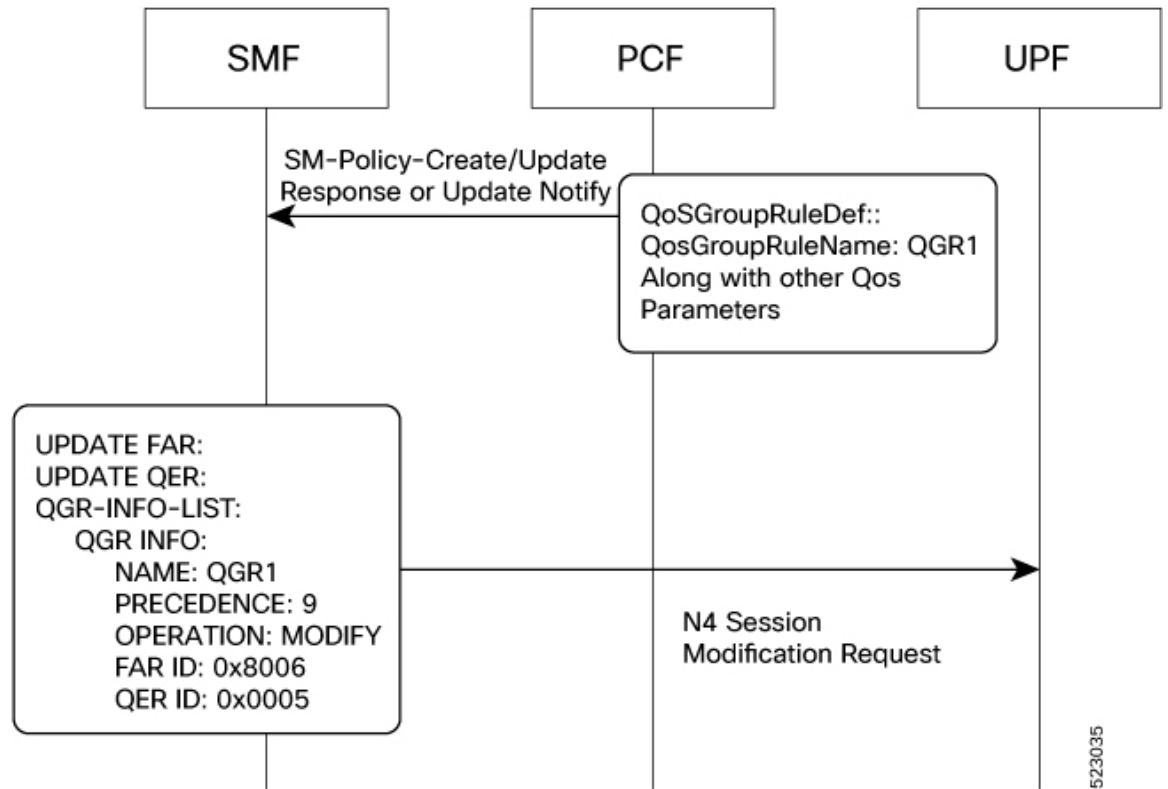 SMF
PCF
UPF
SM-Policy-Create/Update
Response or Update Notify
QoSGroupRuleDef::
QosGroupRuleName: QGR1
Along with other Qos
Parameters
UPDATE FAR:
UPDATE QER:
QGR-INFO-LIST:
QGR INFO:
NAME: QGR1
PRECEDENCE: 9
OPERATION: MODIFY
FAR ID: 0x8006
QER ID: 0x0005
N4 Session
Modification Request
523035